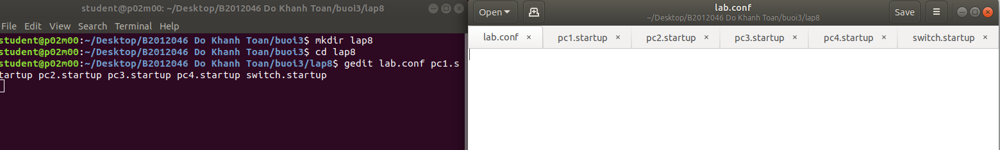 student@p02m00: ~/Desktop/B2012046 Do Khanh Toan/buoi3/lap8
File Edit View Search Terminal Help
student@p02m00:~/Desktop/B2012046 Do Khanh Toan/buoi3$ mkdir lap8
student@p02m00:~/Desktop/B2012046 Do Khanh Toan/buoi3$ cd lap8
student@p02m00:~/Desktop/B2012046 Do Khanh Toan/buoi3/lap8$ gedit lab.conf pc1.s
tartup pc2.startup pc3.startup pc4.startup switch.startup
Open
lab.conf
~/Desktop/B2012046 Do Khanh Toan/buoi3/lap8
Save
lab.conf × pc1.startup × pc2.startup × pc3.startup × pc4.startup × switch.startup ×